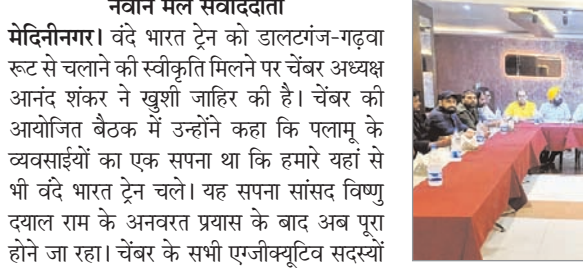 नवीन मेल संवाददाता
मेदिनीनगर। वंदे भारत ट्रेन को डालटगंज-गढ़वा
रूट से चलाने की स्वीकृति मिलने पर चेंबर अध्यक्ष
आनंद शंकर ने खुशी जाहिर की है। चेंबर की
आयोजित बैठक में उन्होंने कहा कि पलामू के
व्यवसाईयों का एक सपना था कि हमारे यहां से
भी वंदे भारत ट्रेन चले। यह सपना सांसद विष्णु
दयाल राम के अनवरत प्रयास के बाद अब पूरा
होने जा रहा। चेंबर के सभी एग्जीक्यूटिव सदस्यों